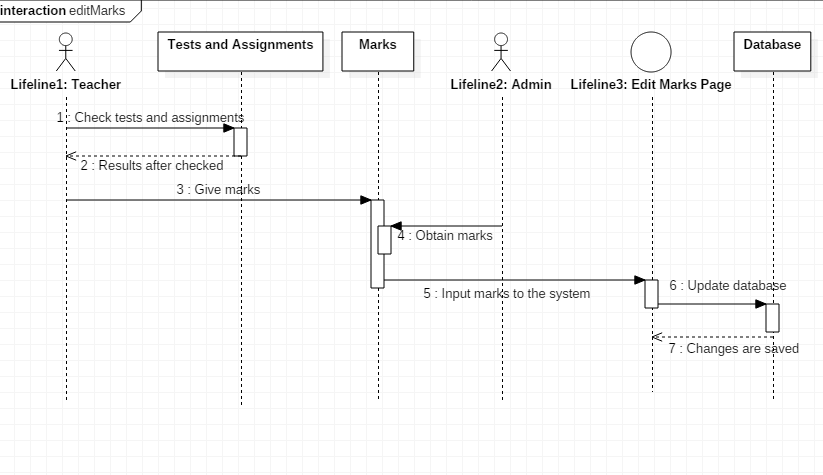 interaction editMarks
Tests and Assignments
Marks
Database
Lifeline1: Teacher
Lifeline2: Admin
Lifeline3: Edit Marks Page
1 : Check tests and assignments
2 : Results after checked
3 : Give marks
4 : Obtain marks
5 : Input marks to the system
6 : Update database
7 : Changes are saved